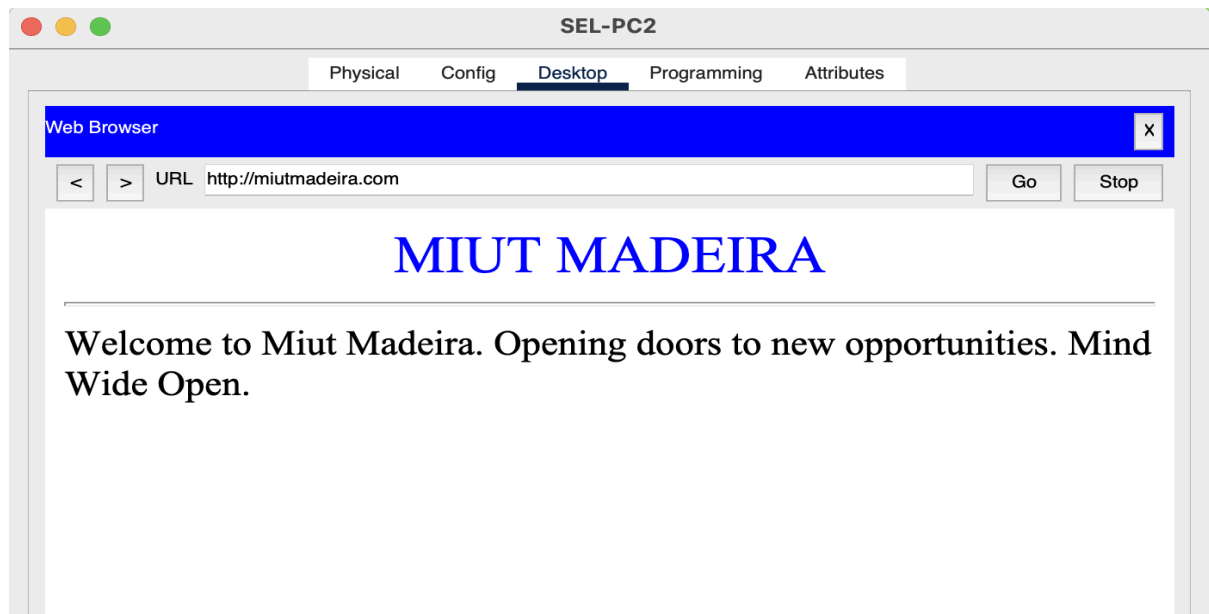 SEL-PC2
Physical Config Desktop Programming Attributes
Web Browser X
< > URL http://miutmadeira.com Go Stop
MIUT MADEIRA
Welcome to Miut Madeira. Opening doors to new opportunities. Mind
Wide Open.